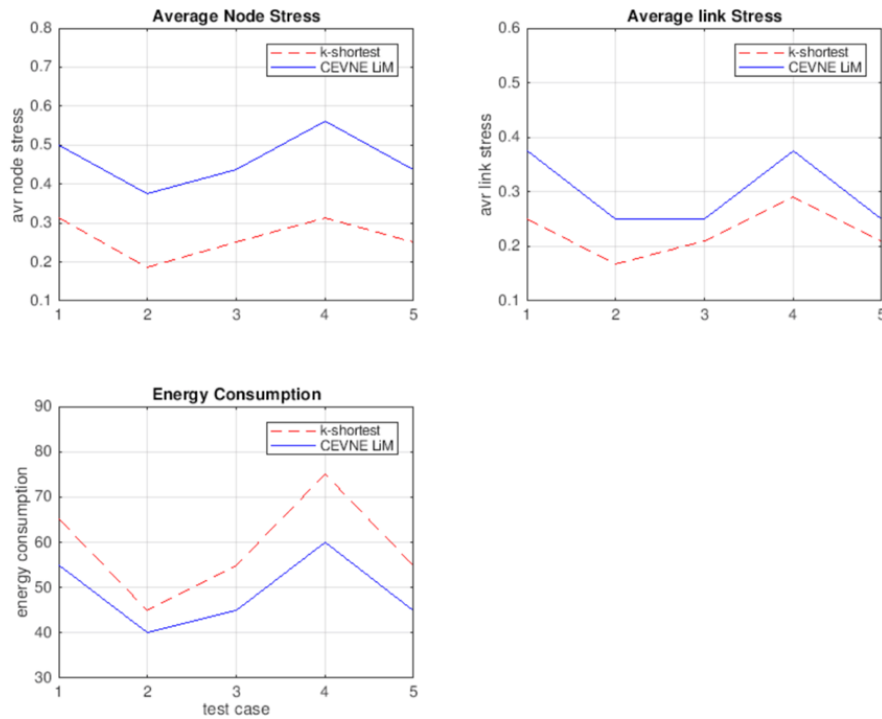 Average Node Stress
0.8
0.7
0.6
0.5
0.4
0.3
0.2
0.1
avr node stress
k-shortest
CEVNE LiM
1 2 3 4 5
Average link Stress
0.6
0.5
0.4
0.3
0.2
0.1
avr link stress
k-shortest
CEVNE LiM
1 2 3 4 5
Energy Consumption
90
80
70
60
50
40
30
energy consumption
k-shortest
CEVNE LiM
1 2 3 4 5
test case